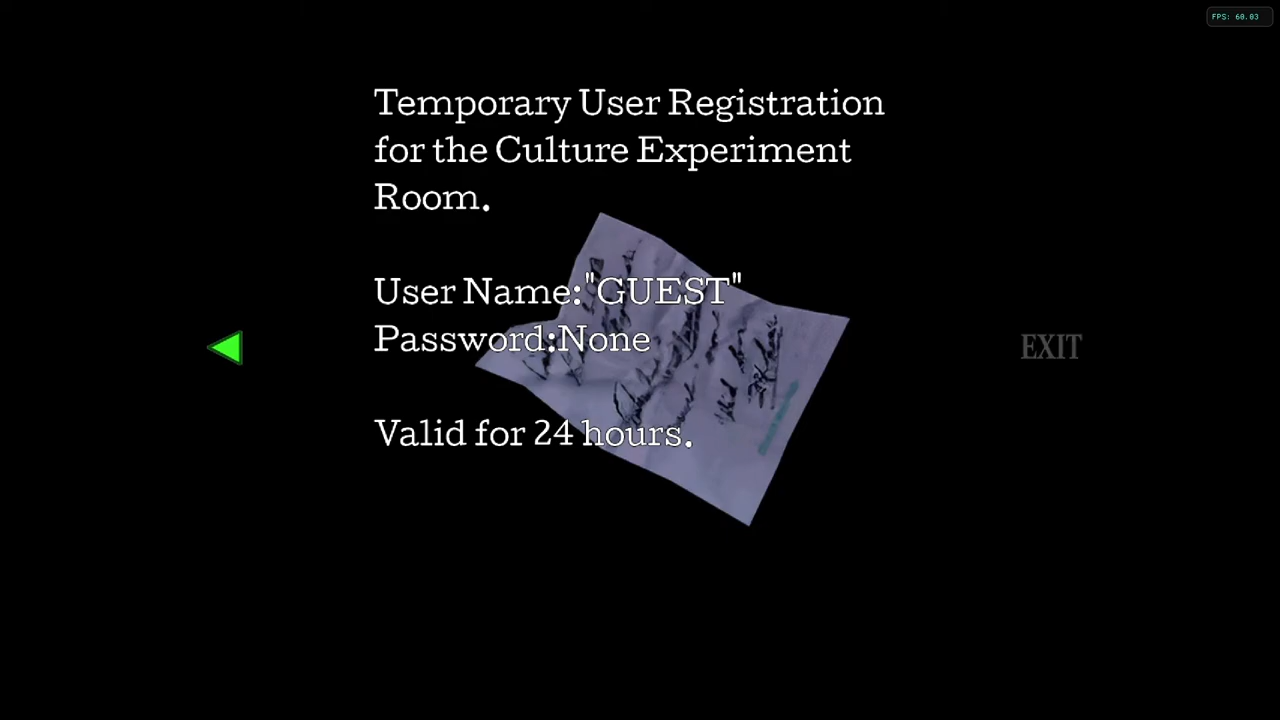 FPS: 60.03
Temporary User Registration
for the Culture Experiment
Room.
User Name:"GUEST"
Password:None
EXIT
Valid for 24 hours.